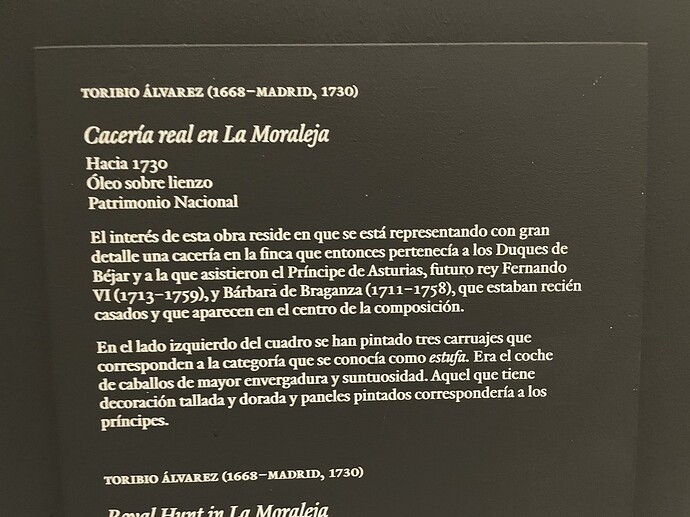 TORIBIO ÁLVAREZ (1668–MADRID, 1730)
Cacería real en La Moraleja
Hacia 1730
Óleo sobre lienzo
Patrimonio Nacional
El interés de esta obra reside en que se está representando con gran
detalle una cacería en la finca que entonces pertenecía a los Duques de
Béjar y a la que asistieron el Príncipe de Asturias, futuro rey Fernando
VI (1713–1759), y Bárbara de Braganza (1711–1758), que estaban recién
casados y que aparecen en el centro de la composición.
En el lado izquierdo del cuadro se han pintado tres carruajes que
corresponden a la categoría que se conocía como estufa. Era el coche
de caballos de mayor envergadura y suntuosidad. Aquel que tiene
decoración tallada y dorada y paneles pintados correspondería a los
príncipes.
TORIBIO ÁLVAREZ (1668–MADRID, 1730)
Royal Hunt in La Moraleja